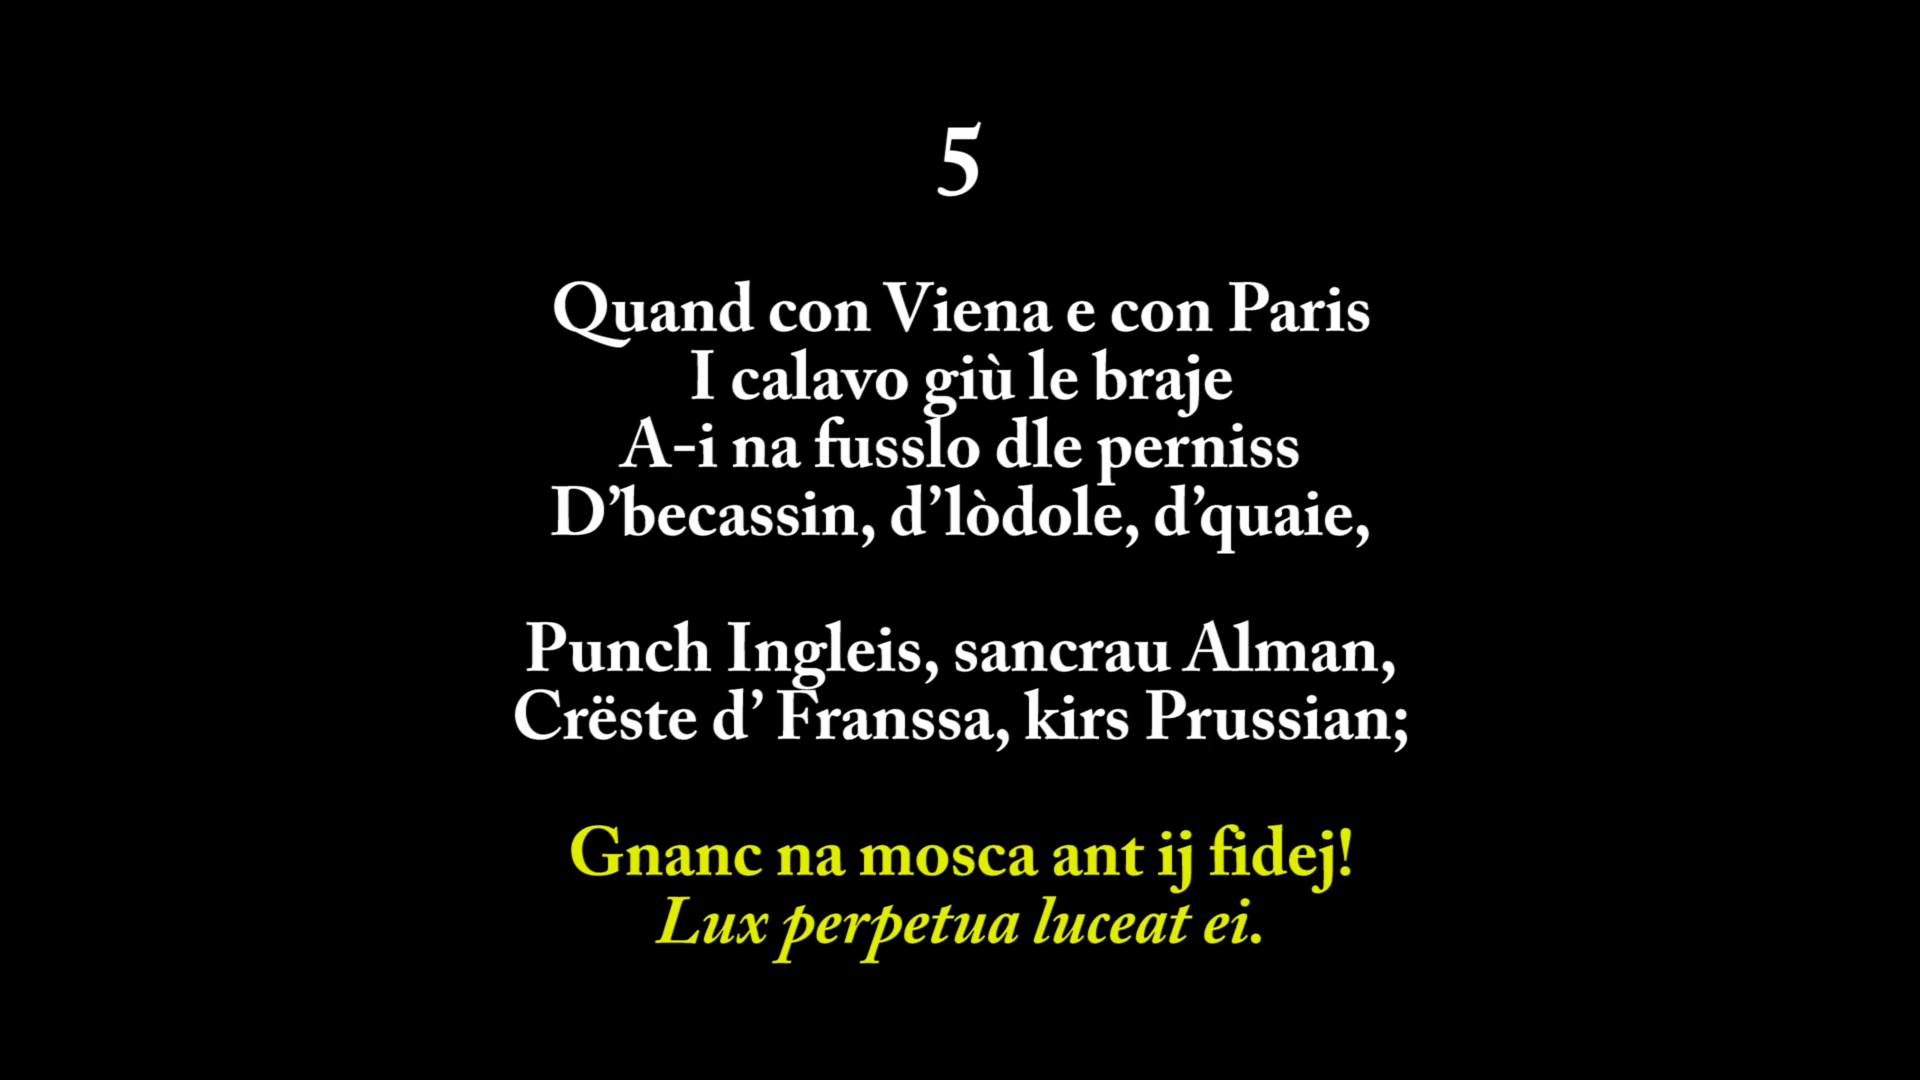 5
Quand con Viena e con Paris
I calavo giù le braje
A-i na fusslo dle perniss
D’becassin, d’lòdole, d’quaie,
Punch Ingleis, sancrau Alman,
Crëste d’ Franssa, kirs Prussian;
Gnanc na mosca ant ij fidej!
Lux perpetua luceat ei.